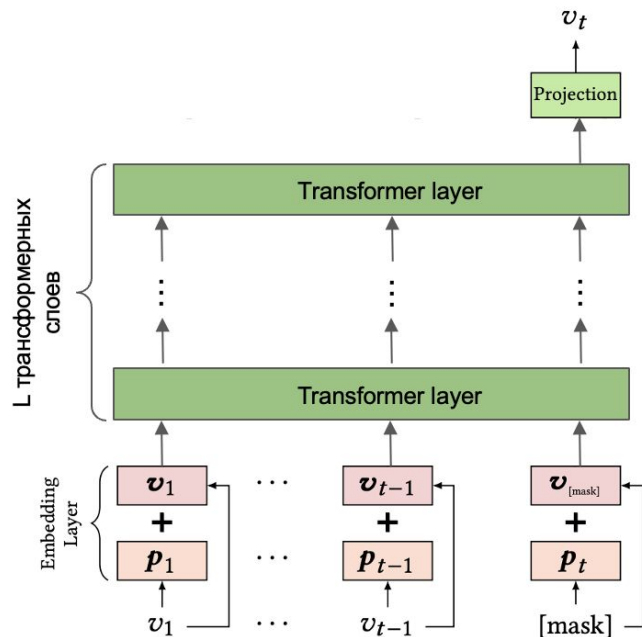 v_t
Projection
Transformer layer
L трансформерных
слоев
Transformer layer
Embedding
Layer
v_1 ... v_{t-1} v_{[mask]}
+ + +
p_1 ... p_{t-1} p_t
v_1 ... v_{t-1} [mask]